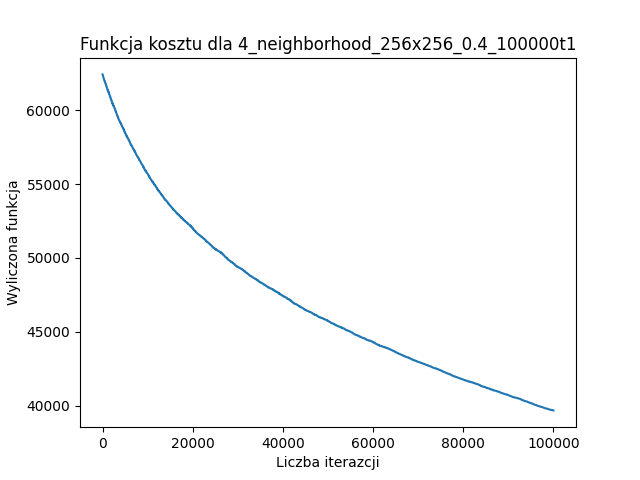 Funkcja kosztu dla 4_neighborhood_256x256_0.4_100000t1
60000
55000
50000
45000
40000
Wyliczona funkcja
0 20000 40000 60000 80000 100000
Liczba iterazcji